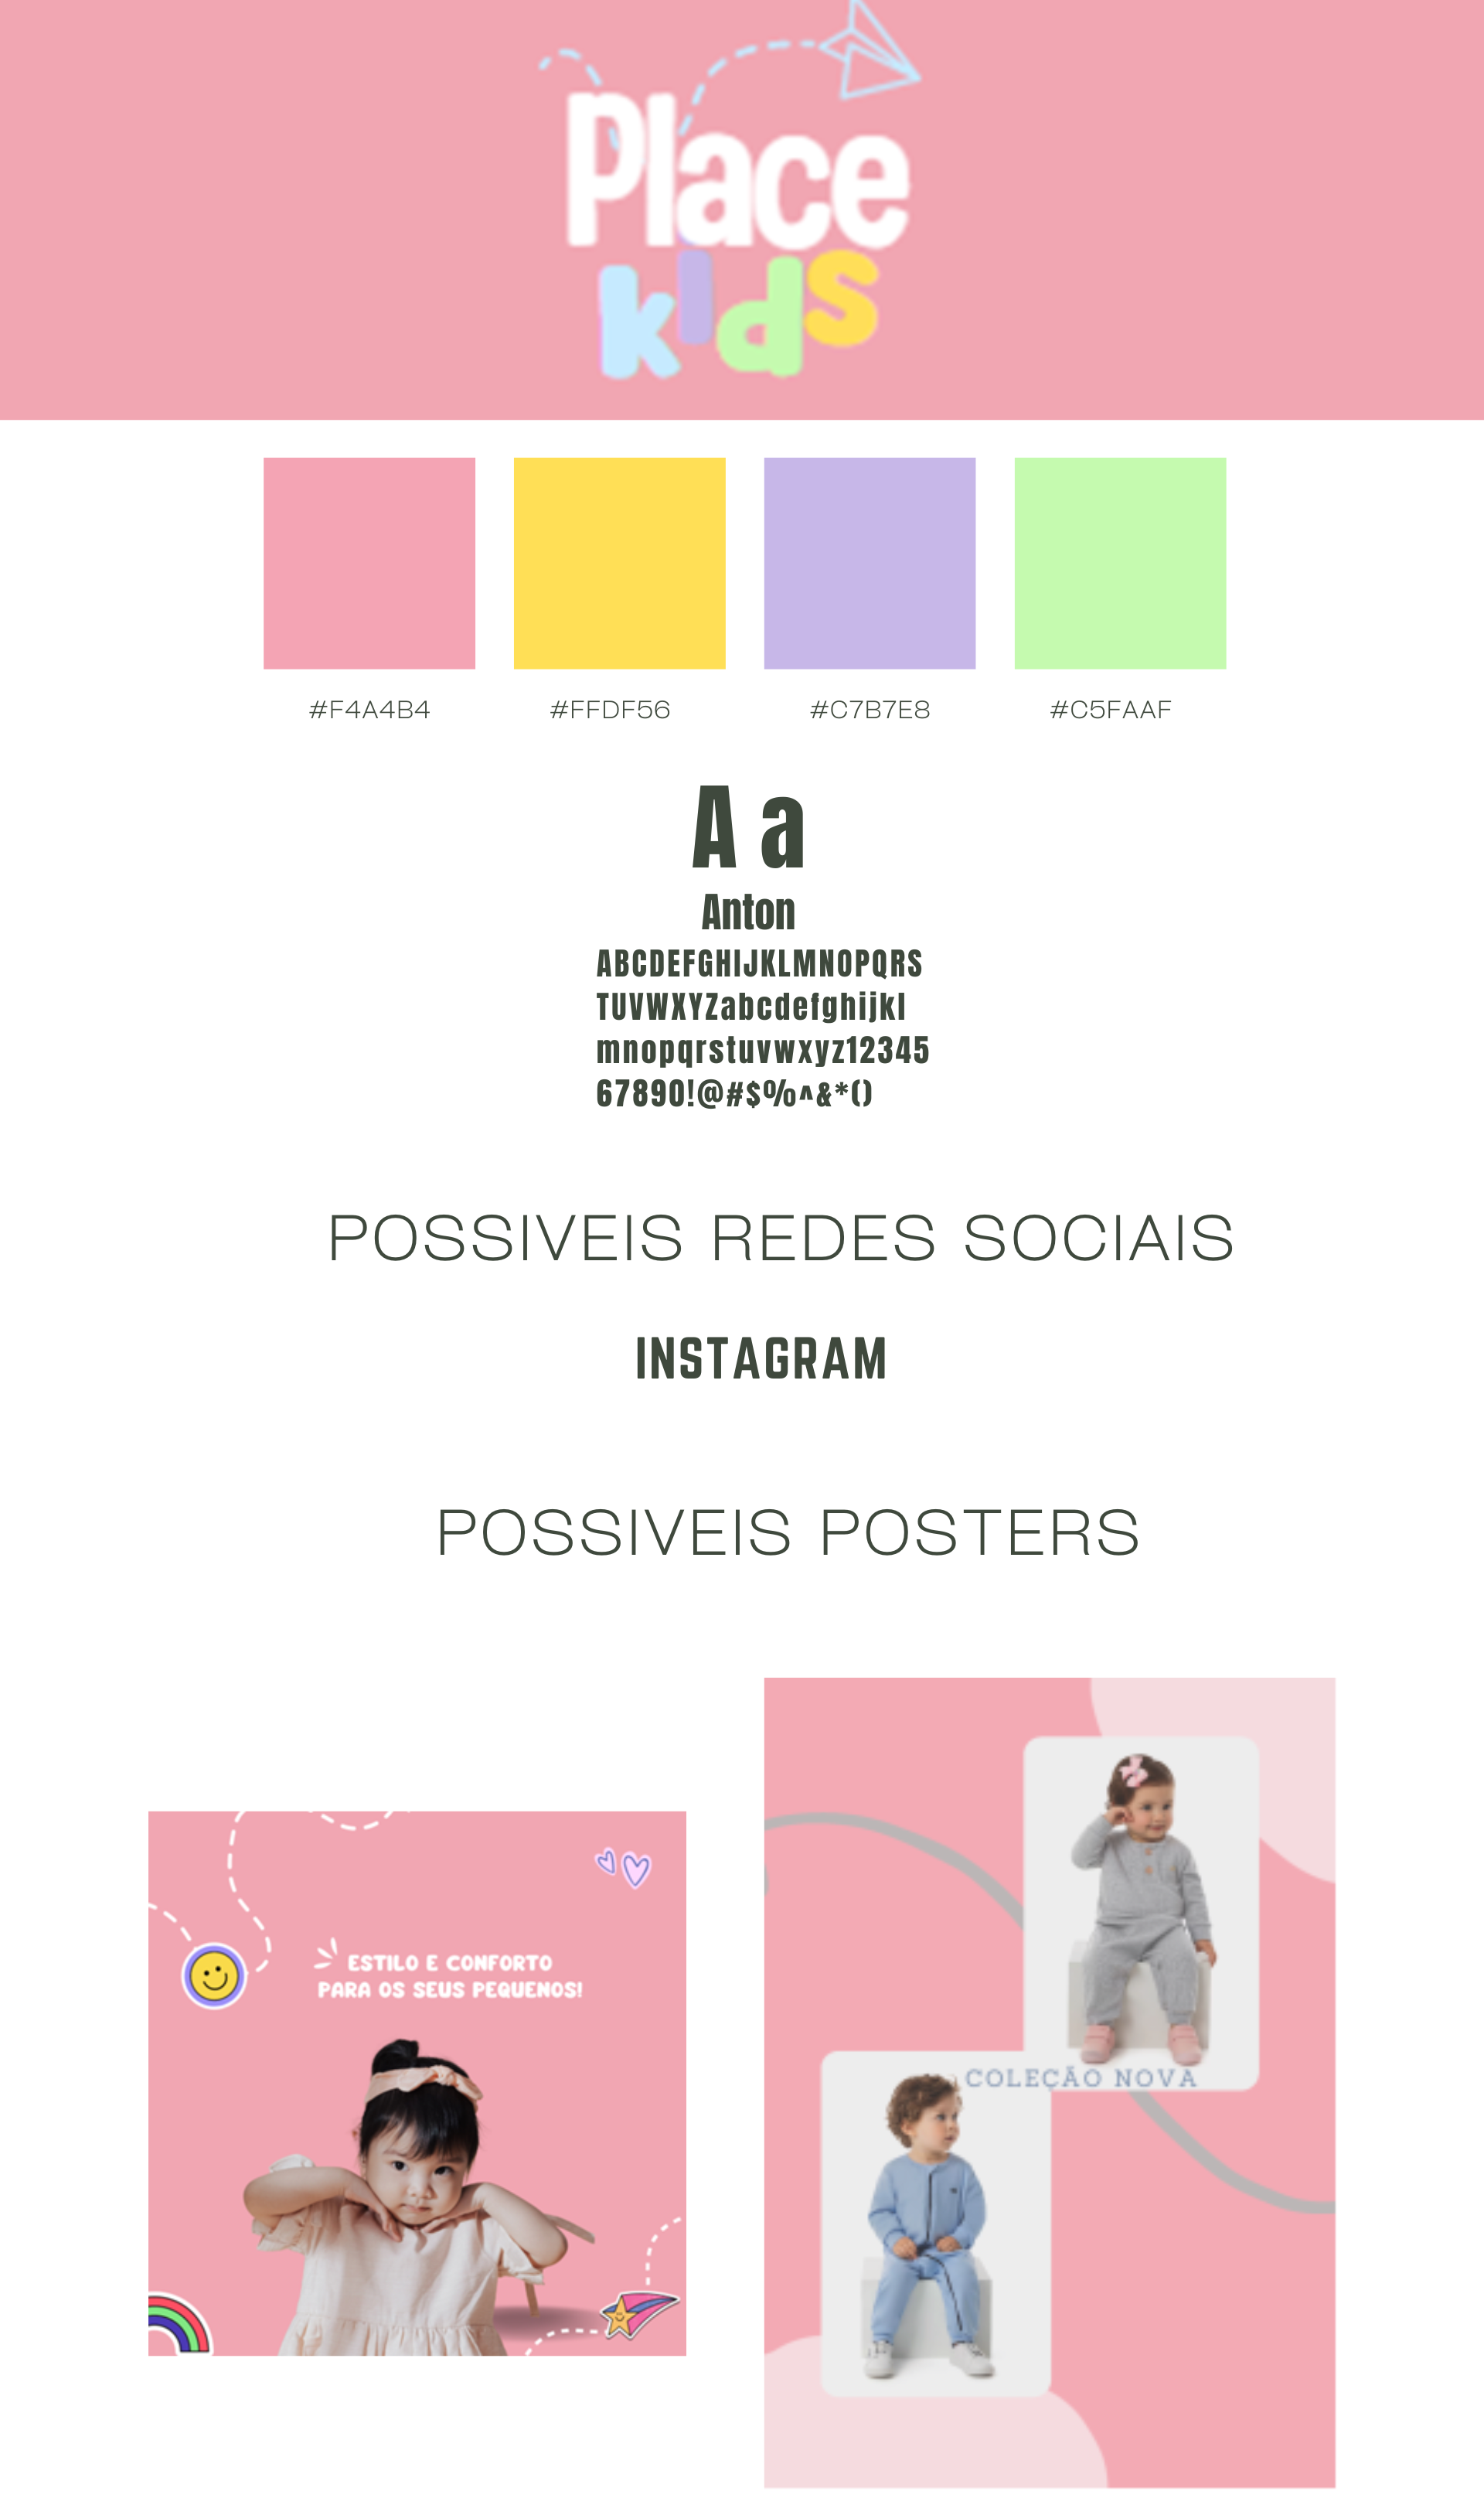 Place
kids
#F4A4B4
#FFDF56
#C7B7E8
#C5FAAF
A a
Anton
ABCDEFGHIJKLMNOPQRS
TUVWXYZabcdefghijkl
mnopqrstuvwxyz12345
67890!@#$%^&*()
POSSIVEIS REDES SOCIAIS
INSTAGRAM
POSSIVEIS POSTERS
ESTILO E CONFORTO
PARA OS SEUS PEQUENOS!
COLEÇÃO NOVA